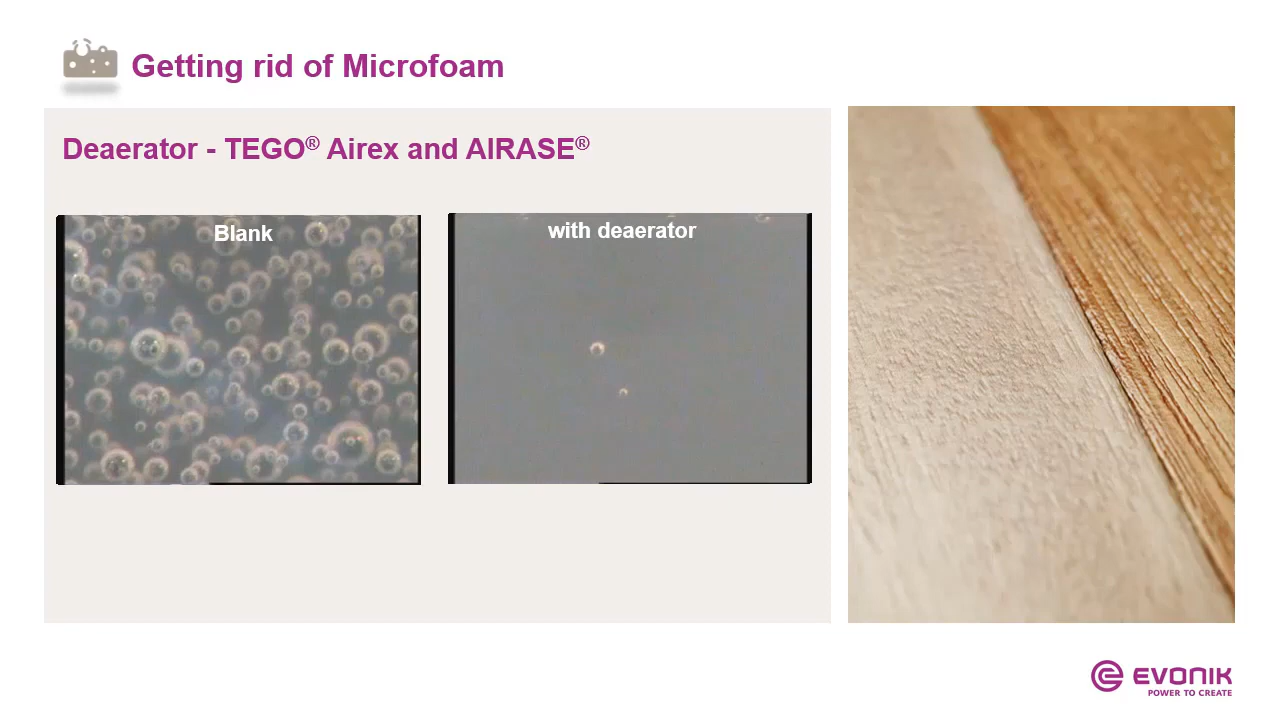 Getting rid of Microfoam
Deaerator - TEGO® Airex and AIRASE®
Blank
with deaerator
EVONIK
POWER TO CREATE